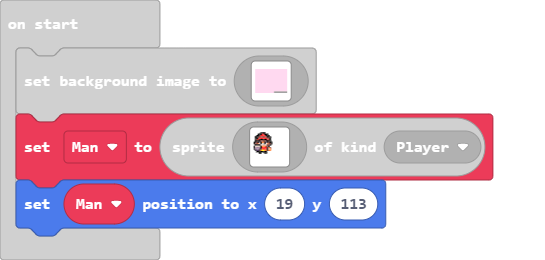 on start
set background image to
set Man to sprite of kind Player
set Man position to x 19 y 113